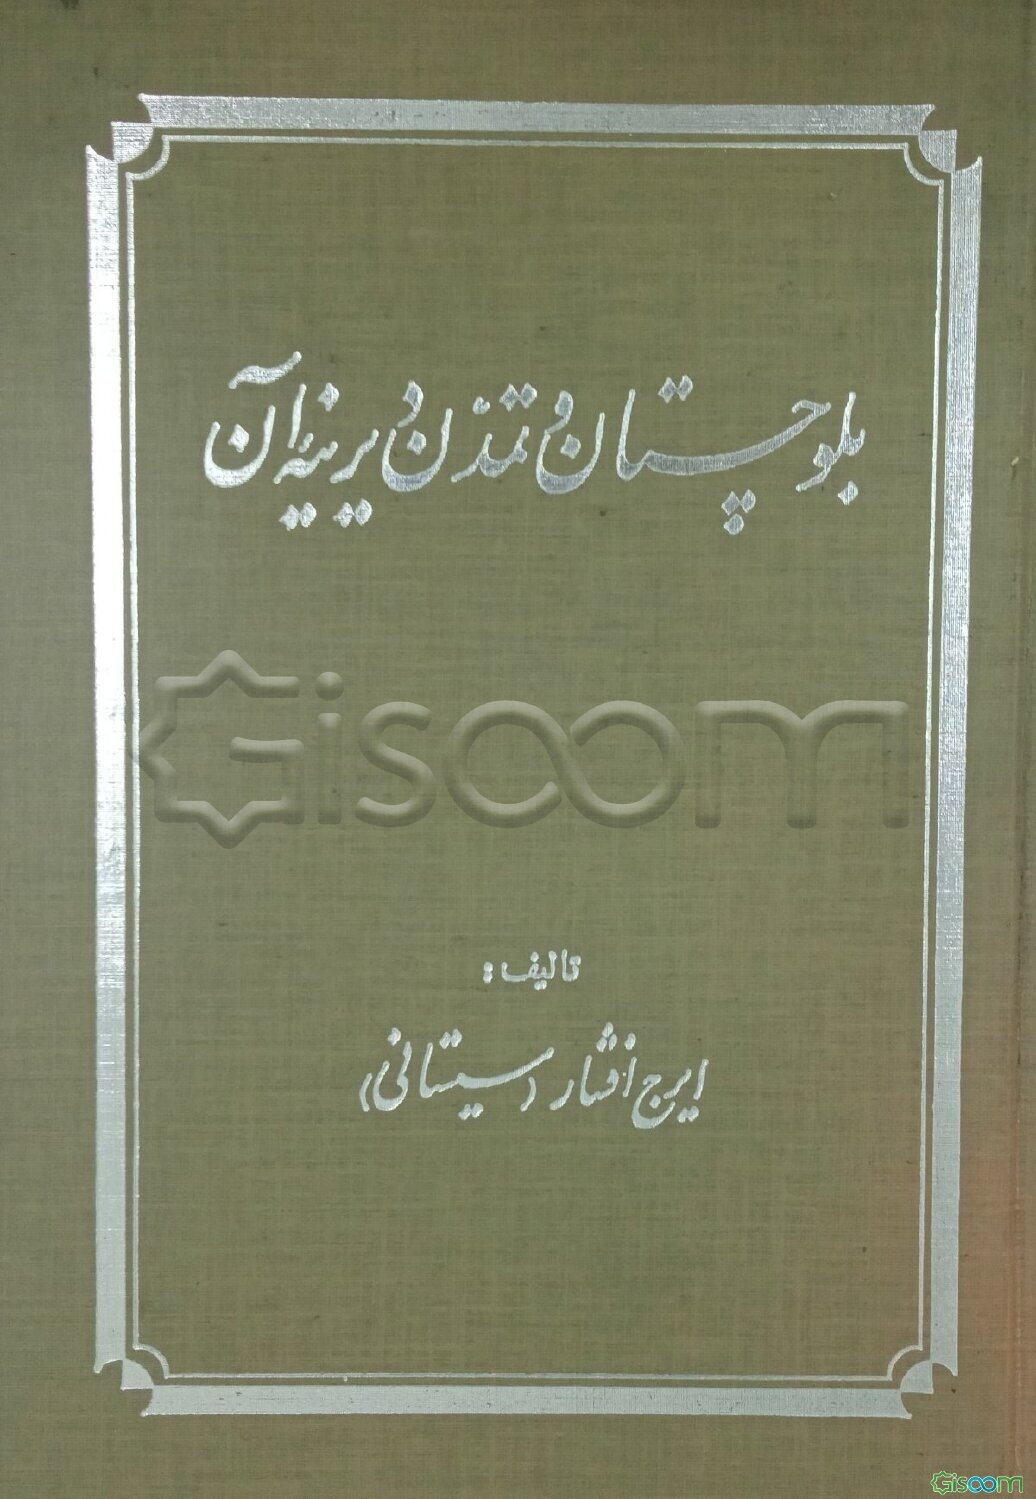 بلوچستان و تمدن دیرینهٔ آن
Gisoom
تالیف:
ایرج افشار (سیستانی)
Gisoom